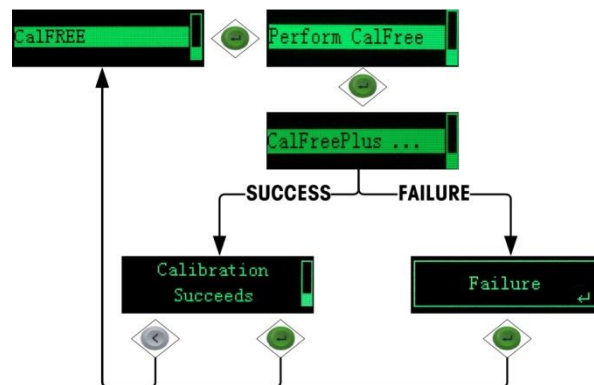 CalFREE
Perform CalFree
CalFreePlus ...
SUCCESS
FAILURE
Calibration
Succeeds
Failure